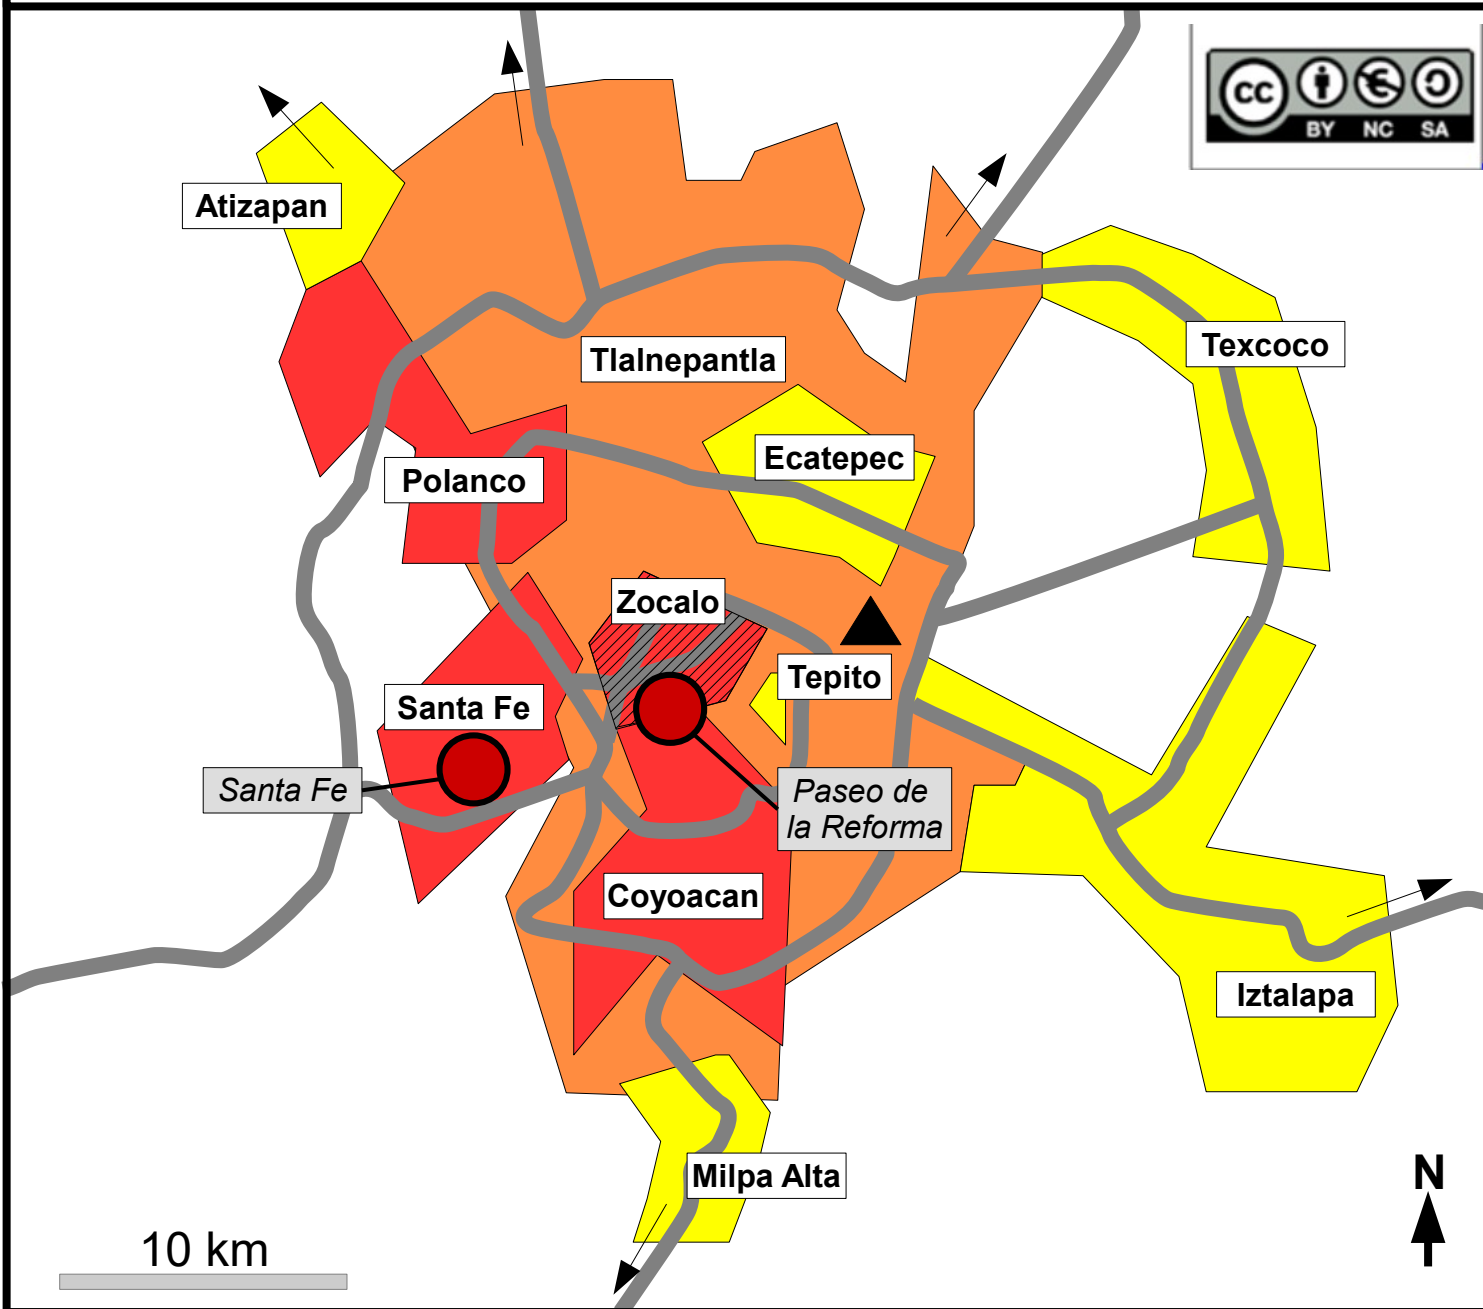 cc
BY NC SA
Atizapan
Texcoco
Tlalnepantla
Ecatepec
Polanco
Zocalo
Tepito
Santa Fe
Santa Fe
Paseo de
la Reforma
Coyoacan
Iztalapa
Milpa Alta
N
10 km